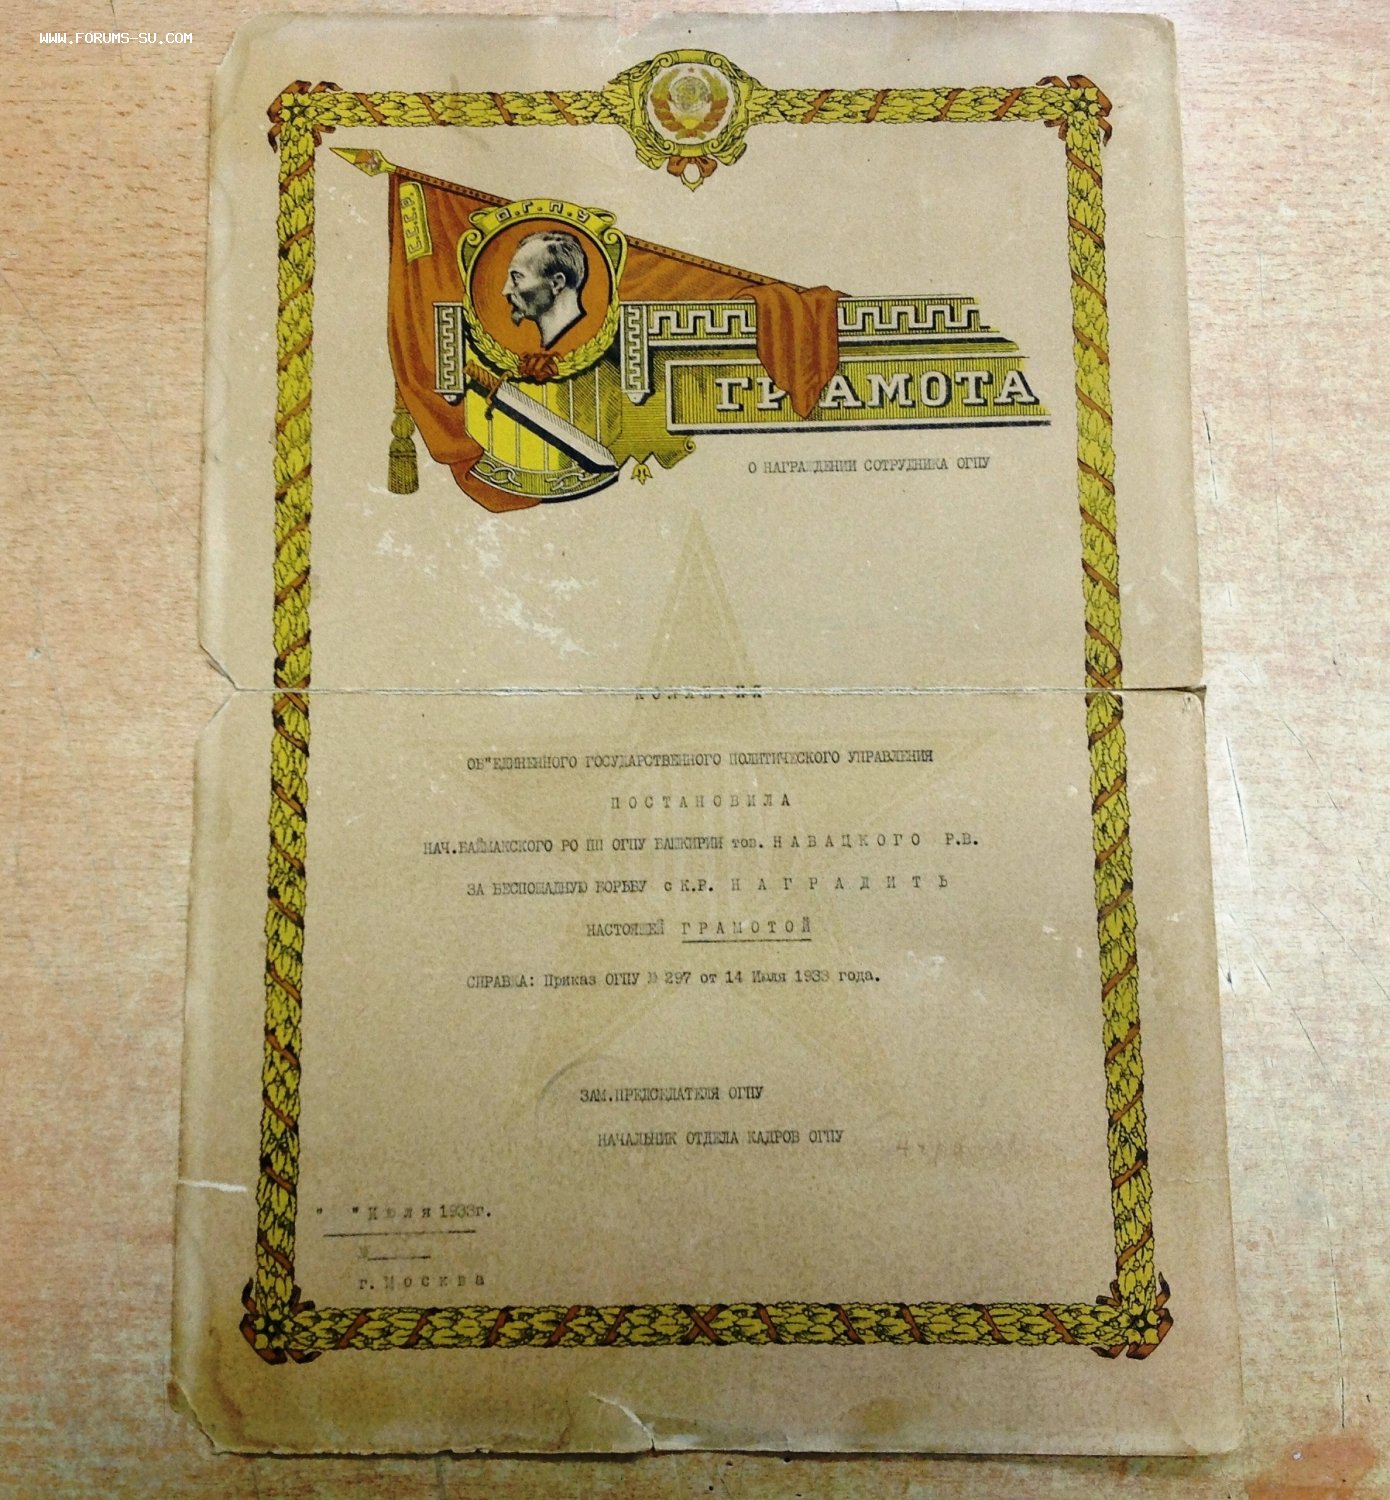 WWW.FORUMS-SU.COM
С.С.С.Р.
О.Г.П.У
ГРАМОТА
О НАГРАЖДЕНИИ СОТРУДНИКА ОГПУ
КОЛЛЕГИЯ
ОБ"ЕДИНЕННОГО ГОСУДАРСТВЕННОГО ПОЛИТИЧЕСКОГО УПРАВЛЕНИЯ
ПОСТАНОВИЛА
НАЧ.БАЙМАКСКОГО РО ПП ОГПУ БАШКИРИИ тов. НАВАЦКОГО Р.В.
ЗА БЕСПОЩАДНУЮ БОРЬБУ с К.Р. НАГРАДИТЬ
НАСТОЯЩЕЙ ГРАМОТОЙ
СПРАВКА: Приказ ОГПУ № 297 от 14 Июля 1933 года.
ЗАМ.ПРЕДСЕДАТЕЛЯ ОГПУ
НАЧАЛЬНИК ОТДЕЛА КАДРОВ ОГПУ
" " Июля 1933г.
№
г. Москва